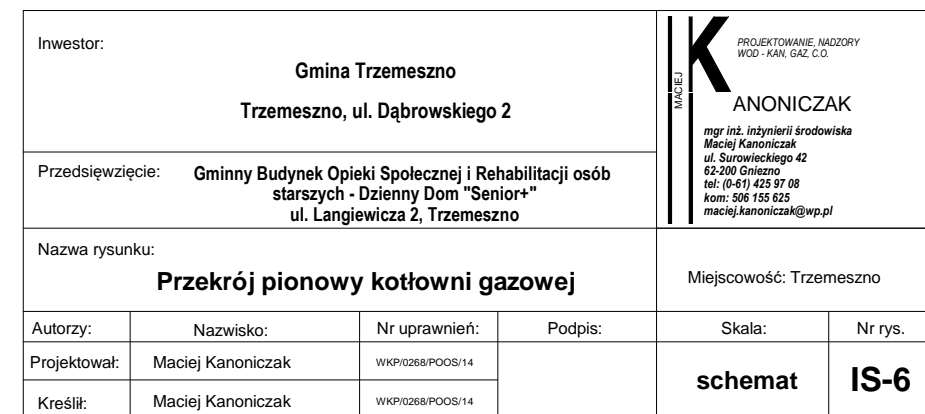 Inwestor:
Gmina Trzemeszno
Trzemeszno, ul. Dąbrowskiego 2
MACIEJ
K
PROJEKTOWANIE, NADZORY
WOD - KAN, GAZ, C.O.
ANONICZAK
mgr inż. inżynierii środowiska
Maciej Kanoniczak
ul. Surowieckiego 42
62-200 Gniezno
tel: (0-61) 425 97 08
kom: 506 155 625
maciej.kanoniczak@wp.pl
Przedsięwzięcie:
Gminny Budynek Opieki Społecznej i Rehabilitacji osób
starszych - Dzienny Dom "Senior+"
ul. Langiewicza 2, Trzemeszno
Nazwa rysunku:
Przekrój pionowy kotłowni gazowej
Miejscowość: Trzemeszno
Autorzy: Nazwisko: Nr uprawnień: Podpis: Skala: Nr rys.
Projektował: Maciej Kanoniczak WKP/0268/POOS/14
schemat IS-6
Kreślił: Maciej Kanoniczak WKP/0268/POOS/14